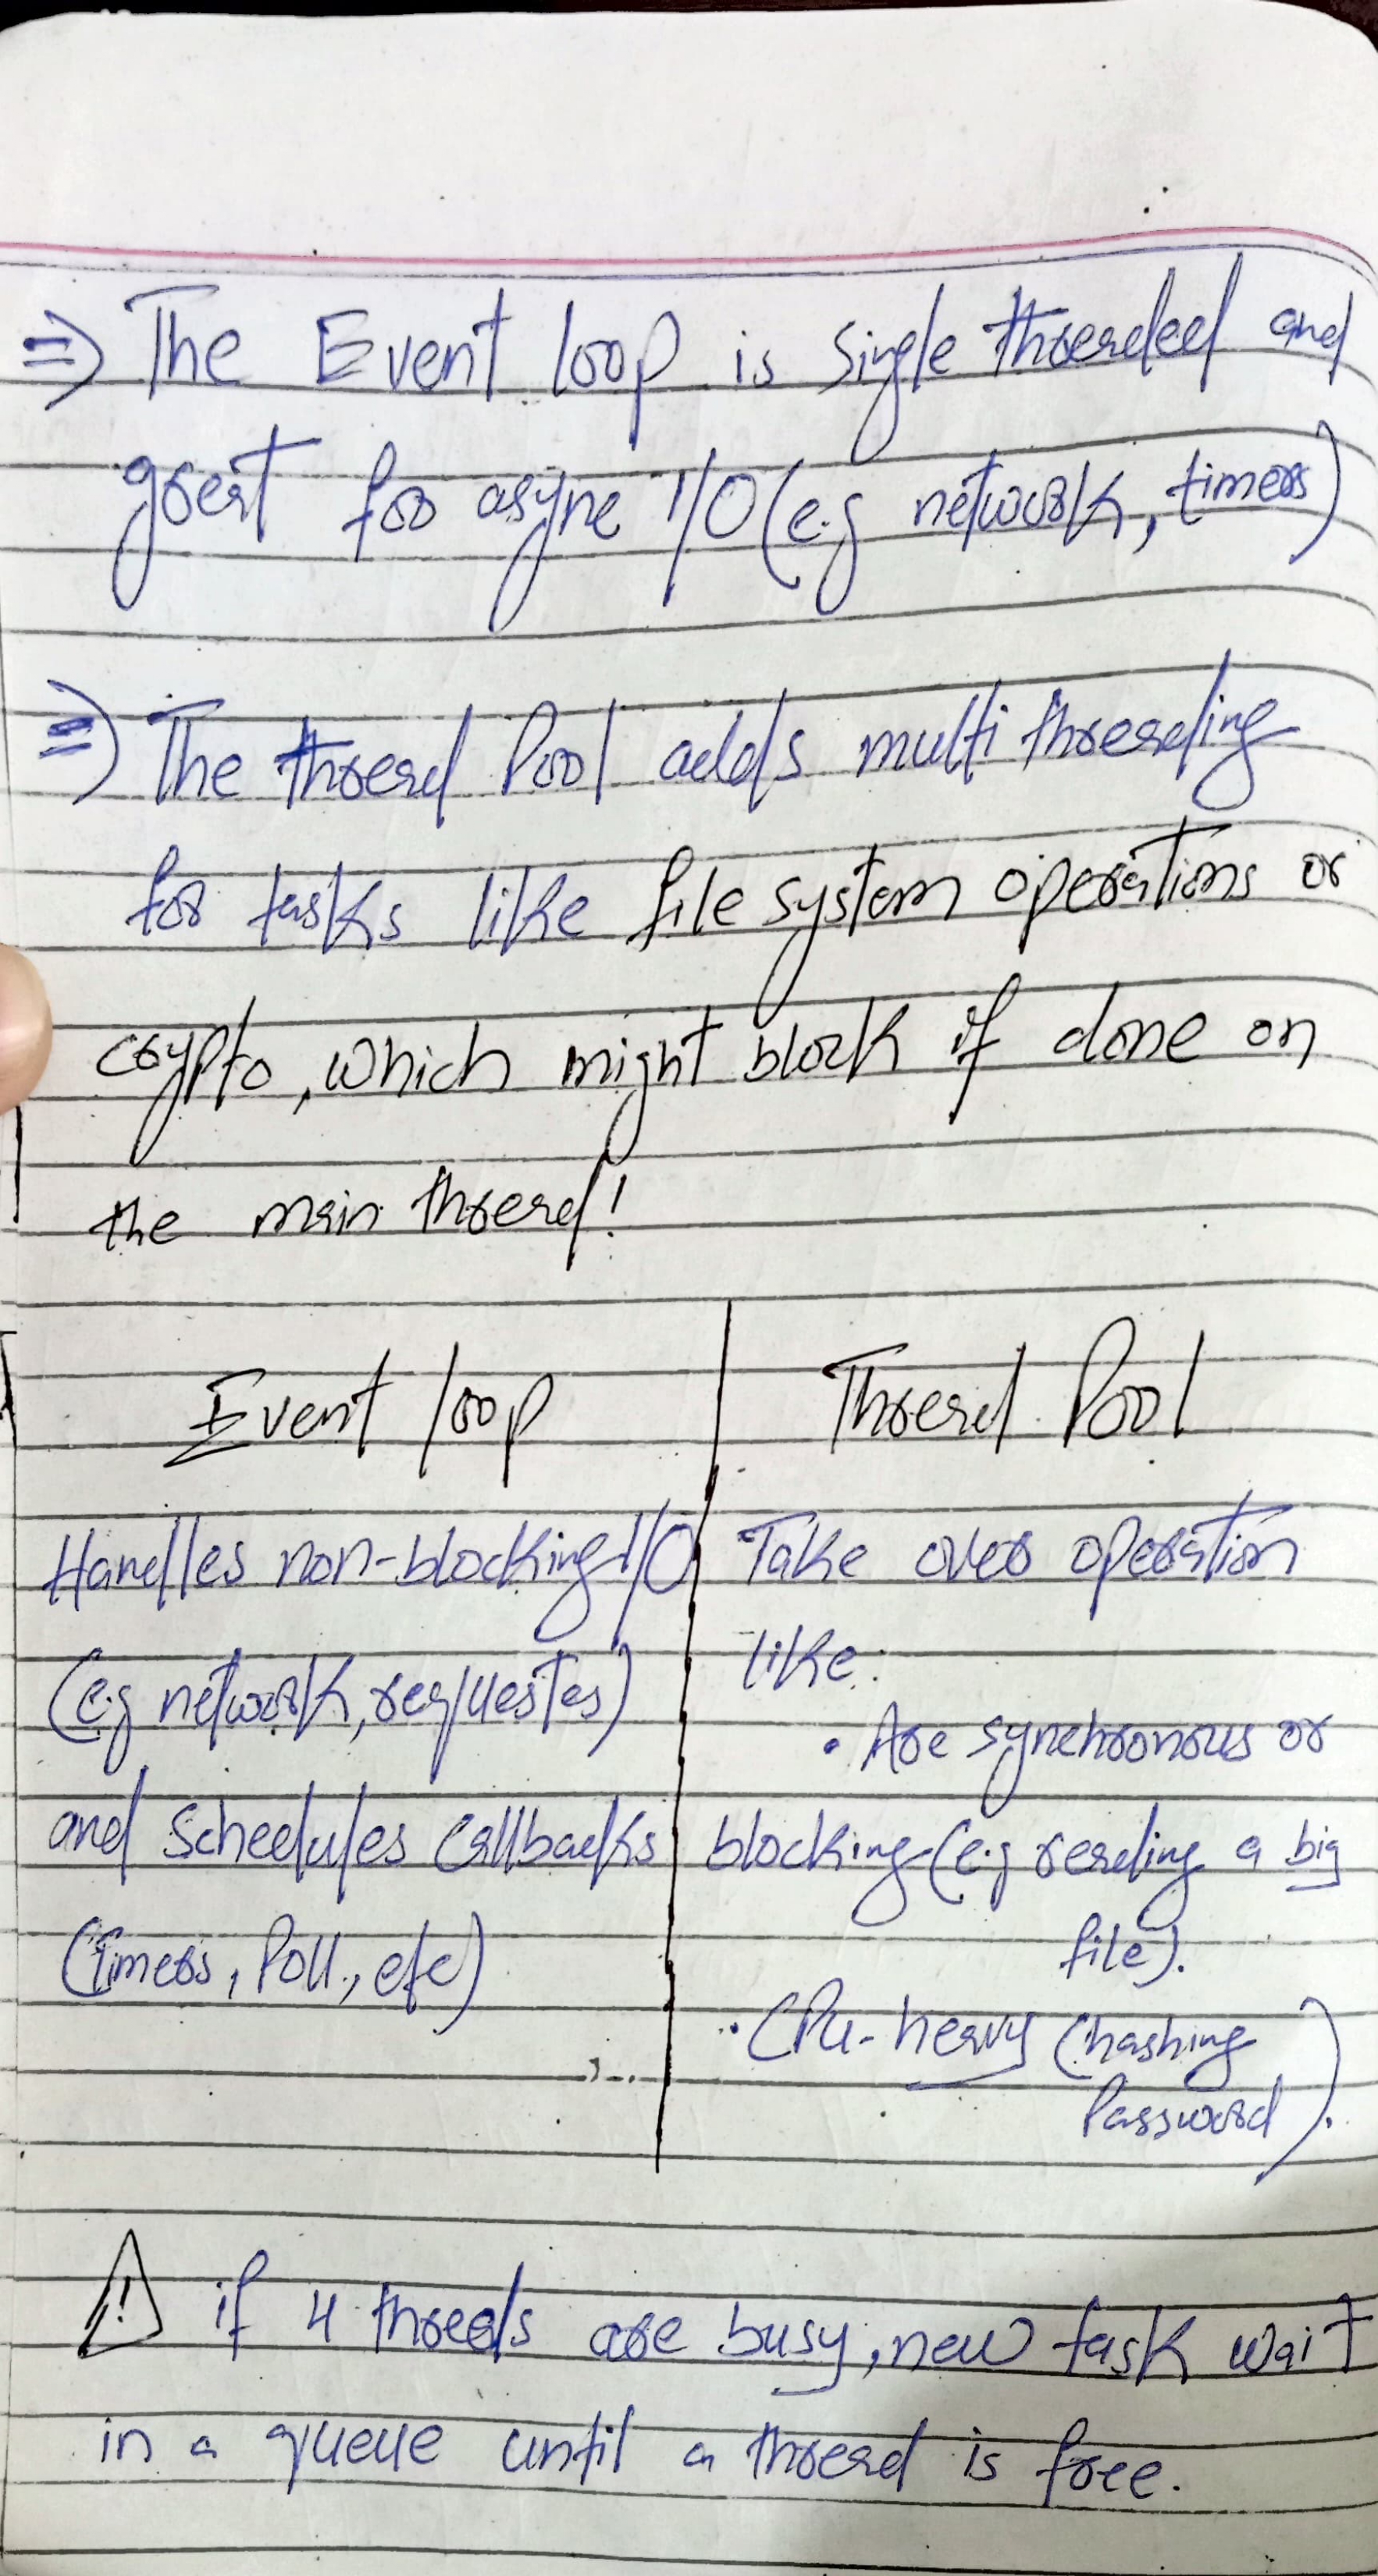 ⇒ The Event loop is single threaded and
great for async I/O (e.g network, timers)
⇒ The thread Pool adds multi threading
for tasks like file system operations or
crypto, which might block if done on
the main thread!
Event loop
Handles non-blocking I/O
(e.g network, requestes)
and schedules callbacks
(timers, Poll, etc)
Thread Pool
Take over operation
like:
• Are synchronous or
blocking (e.g reading a big
file).
• CPU-heavy (hashing
Password).
⚠ if 4 threads are busy, new task wait
in a queue until a thread is free.